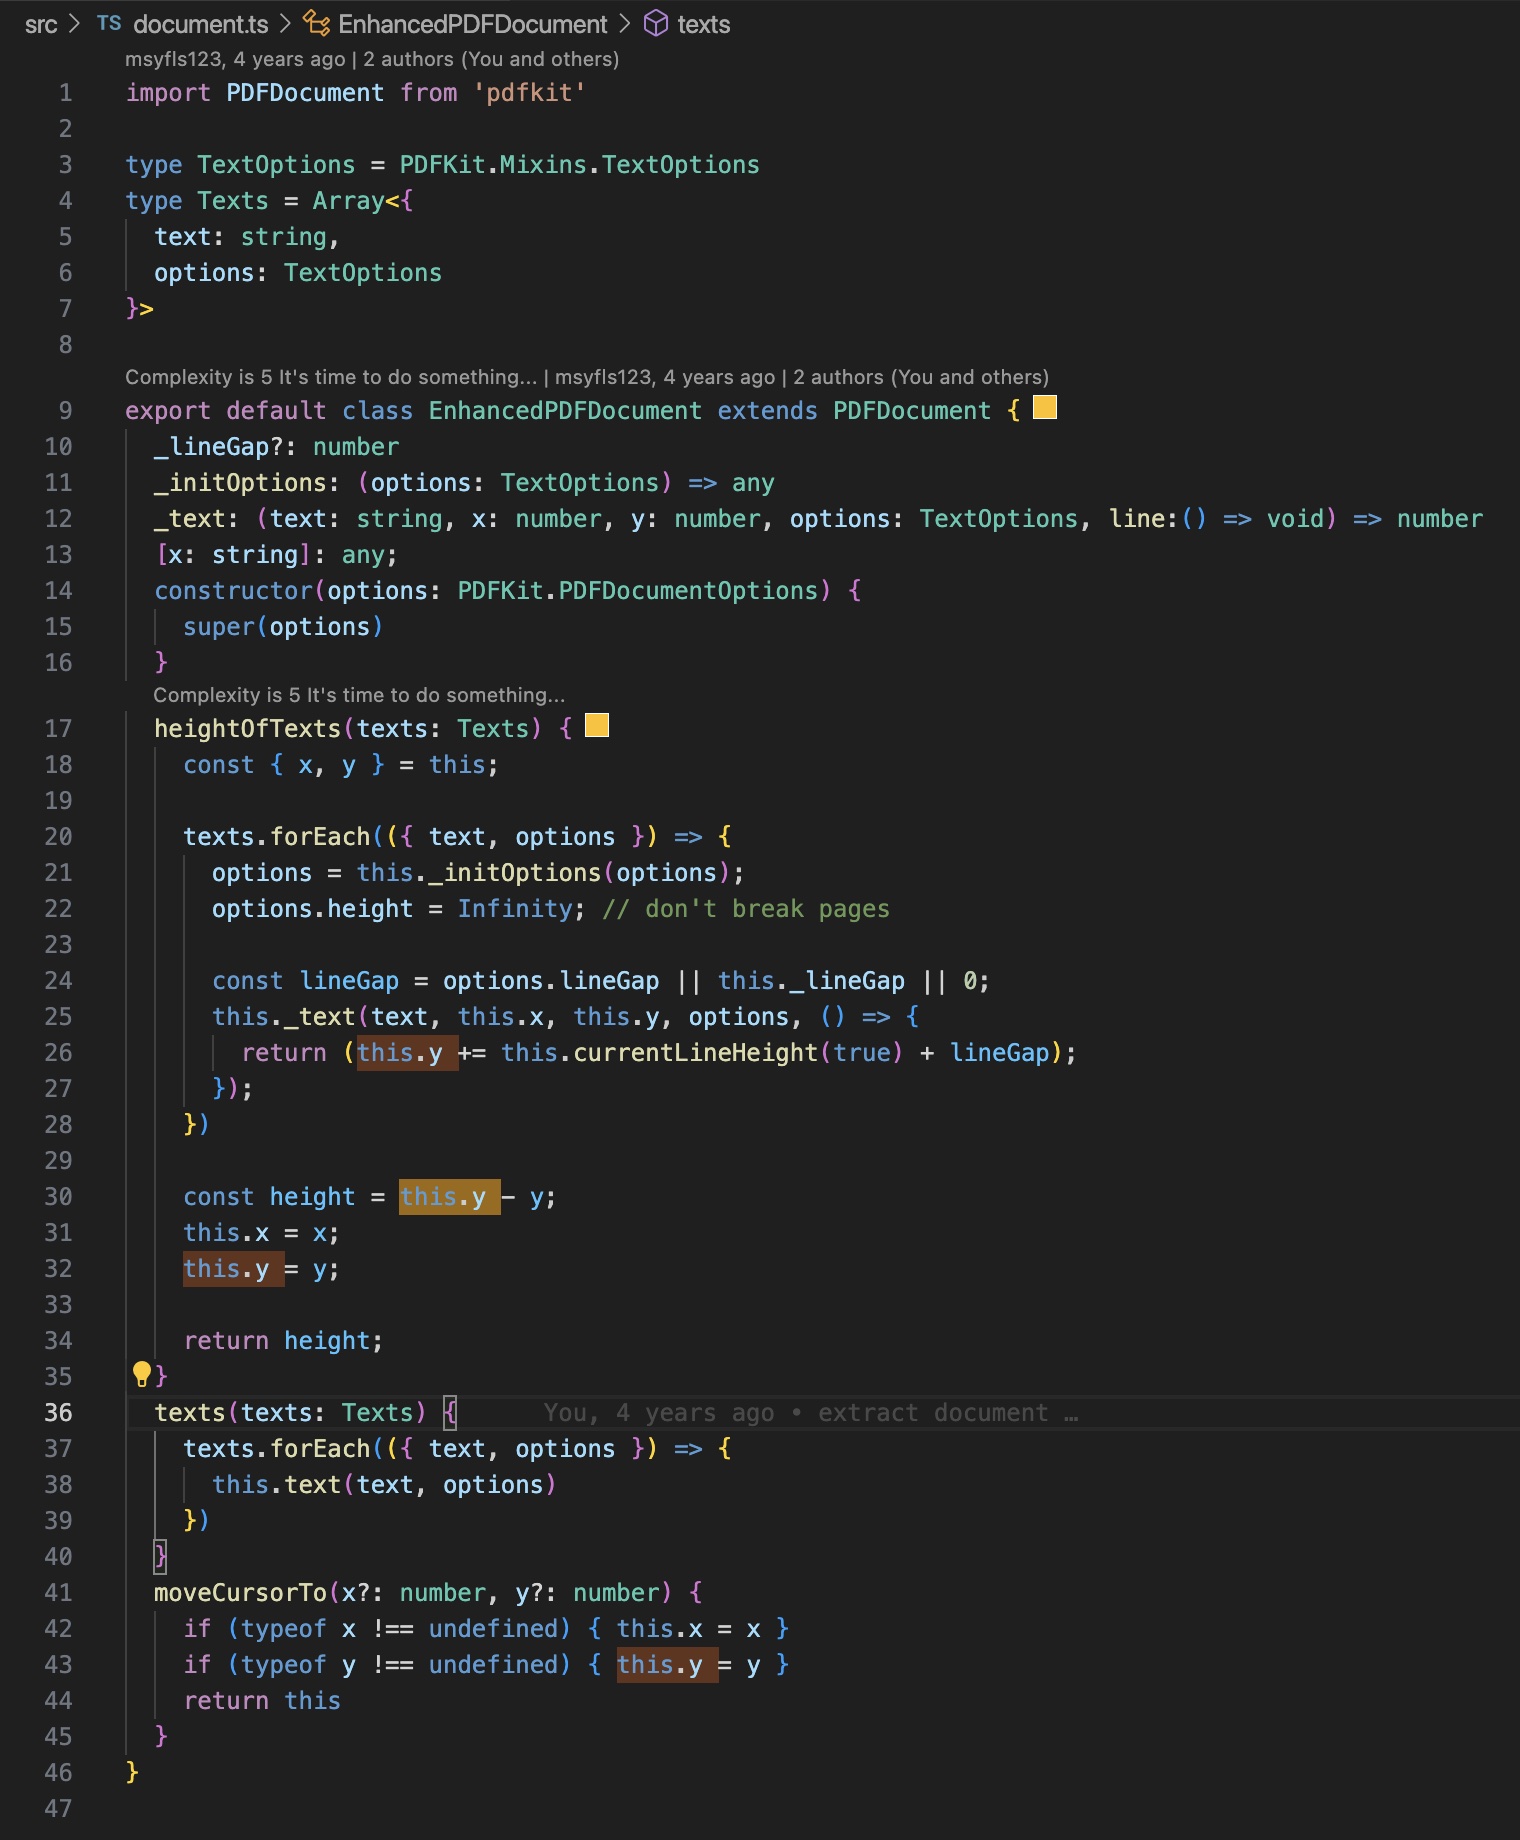 src > TS document.ts > EnhancedPDFDocument > texts
msyfls123, 4 years ago | 2 authors (You and others)
1 import PDFDocument from 'pdfkit'
2
3 type TextOptions = PDFKit.Mixins.TextOptions
4 type Texts = Array<{
5   text: string,
6   options: TextOptions
7 }>
8
Complexity is 5 It's time to do something... | msyfls123, 4 years ago | 2 authors (You and others)
9 export default class EnhancedPDFDocument extends PDFDocument {
10   _lineGap?: number
11   _initOptions: (options: TextOptions) => any
12   _text: (text: string, x: number, y: number, options: TextOptions, line:() => void) => number
13   [x: string]: any;
14   constructor(options: PDFKit.PDFDocumentOptions) {
15     super(options)
16   }
Complexity is 5 It's time to do something...
17   heightOfTexts(texts: Texts) {
18     const { x, y } = this;
19
20     texts.forEach(({ text, options }) => {
21       options = this._initOptions(options);
22       options.height = Infinity; // don't break pages
23
24       const lineGap = options.lineGap || this._lineGap || 0;
25       this._text(text, this.x, this.y, options, () => {
26         return (this.y += this.currentLineHeight(true) + lineGap);
27       });
28     })
29
30     const height = this.y - y;
31     this.x = x;
32     this.y = y;
33
34     return height;
35   }
36   texts(texts: Texts) {      You, 4 years ago • extract document …
37     texts.forEach(({ text, options }) => {
38       this.text(text, options)
39     })
40   }
41   moveCursorTo(x?: number, y?: number) {
42     if (typeof x !== undefined) { this.x = x }
43     if (typeof y !== undefined) { this.y = y }
44     return this
45   }
46 }
47